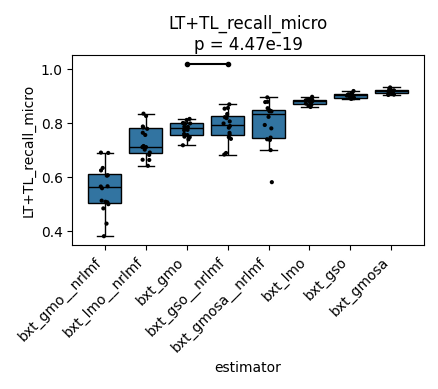 LT+TL_recall_micro
p = 4.47e-19
LT+TL_recall_micro
1.0
0.8
0.6
0.4
bxt_gmo__nrlmf
bxt_lmo__nrlmf
bxt_gmo
bxt_gso__nrlmf
bxt_gmosa__nrlmf
bxt_lmo
bxt_gso
bxt_gmosa
estimator